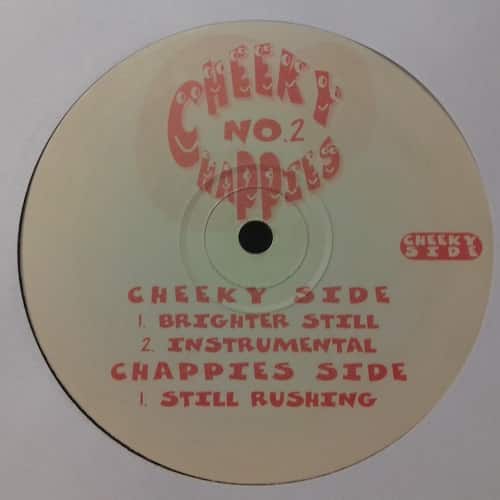 CHEEKY
NO.2
CHAPPIES
CHEEKY
SIDE
CHEEKY SIDE
1. BRIGHTER STILL
2. INSTRUMENTAL
CHAPPIES SIDE
1. STILL RUSHING